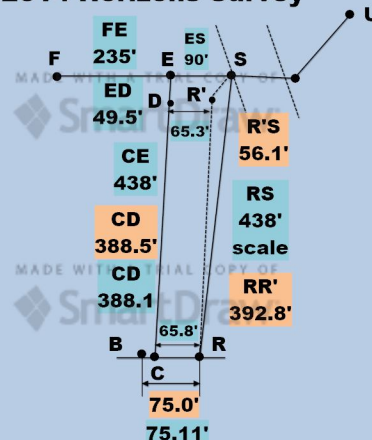 2011 Horizons Survey
U
FE
235'
ES
90'
F
E
S
MADE WITH A TRIAL COPY OF
SmartDraw
ED
49.5'
D
R'
65.3'
R'S
56.1'
CE
438'
RS
438'
scale
CD
388.5'
CD
388.1
MADE WITH A TRIAL COPY OF
SmartDraw
RR'
392.8'
65.8'
B
R
C
75.0'
75.11'